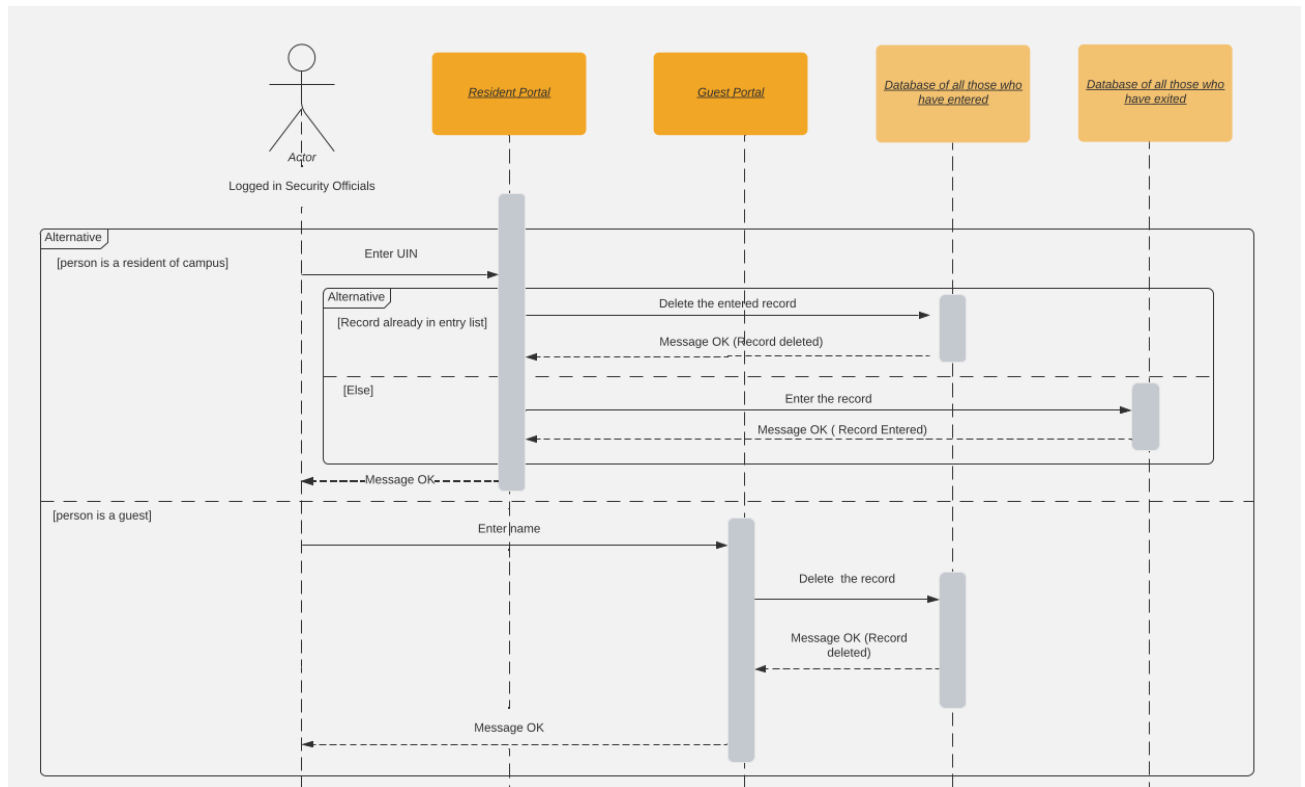 Resident Portal
Guest Portal
Database of all those who
have entered
Database of all those who
have exited
Actor
Logged in Security Officials
Alternative
[person is a resident of campus]
Enter UIN
Alternative
[Record already in entry list]
Delete the entered record
Message OK (Record deleted)
[Else]
Enter the record
Message OK ( Record Entered)
Message OK
[person is a guest]
Enter name
Delete  the record
Message OK (Record
deleted)
Message OK